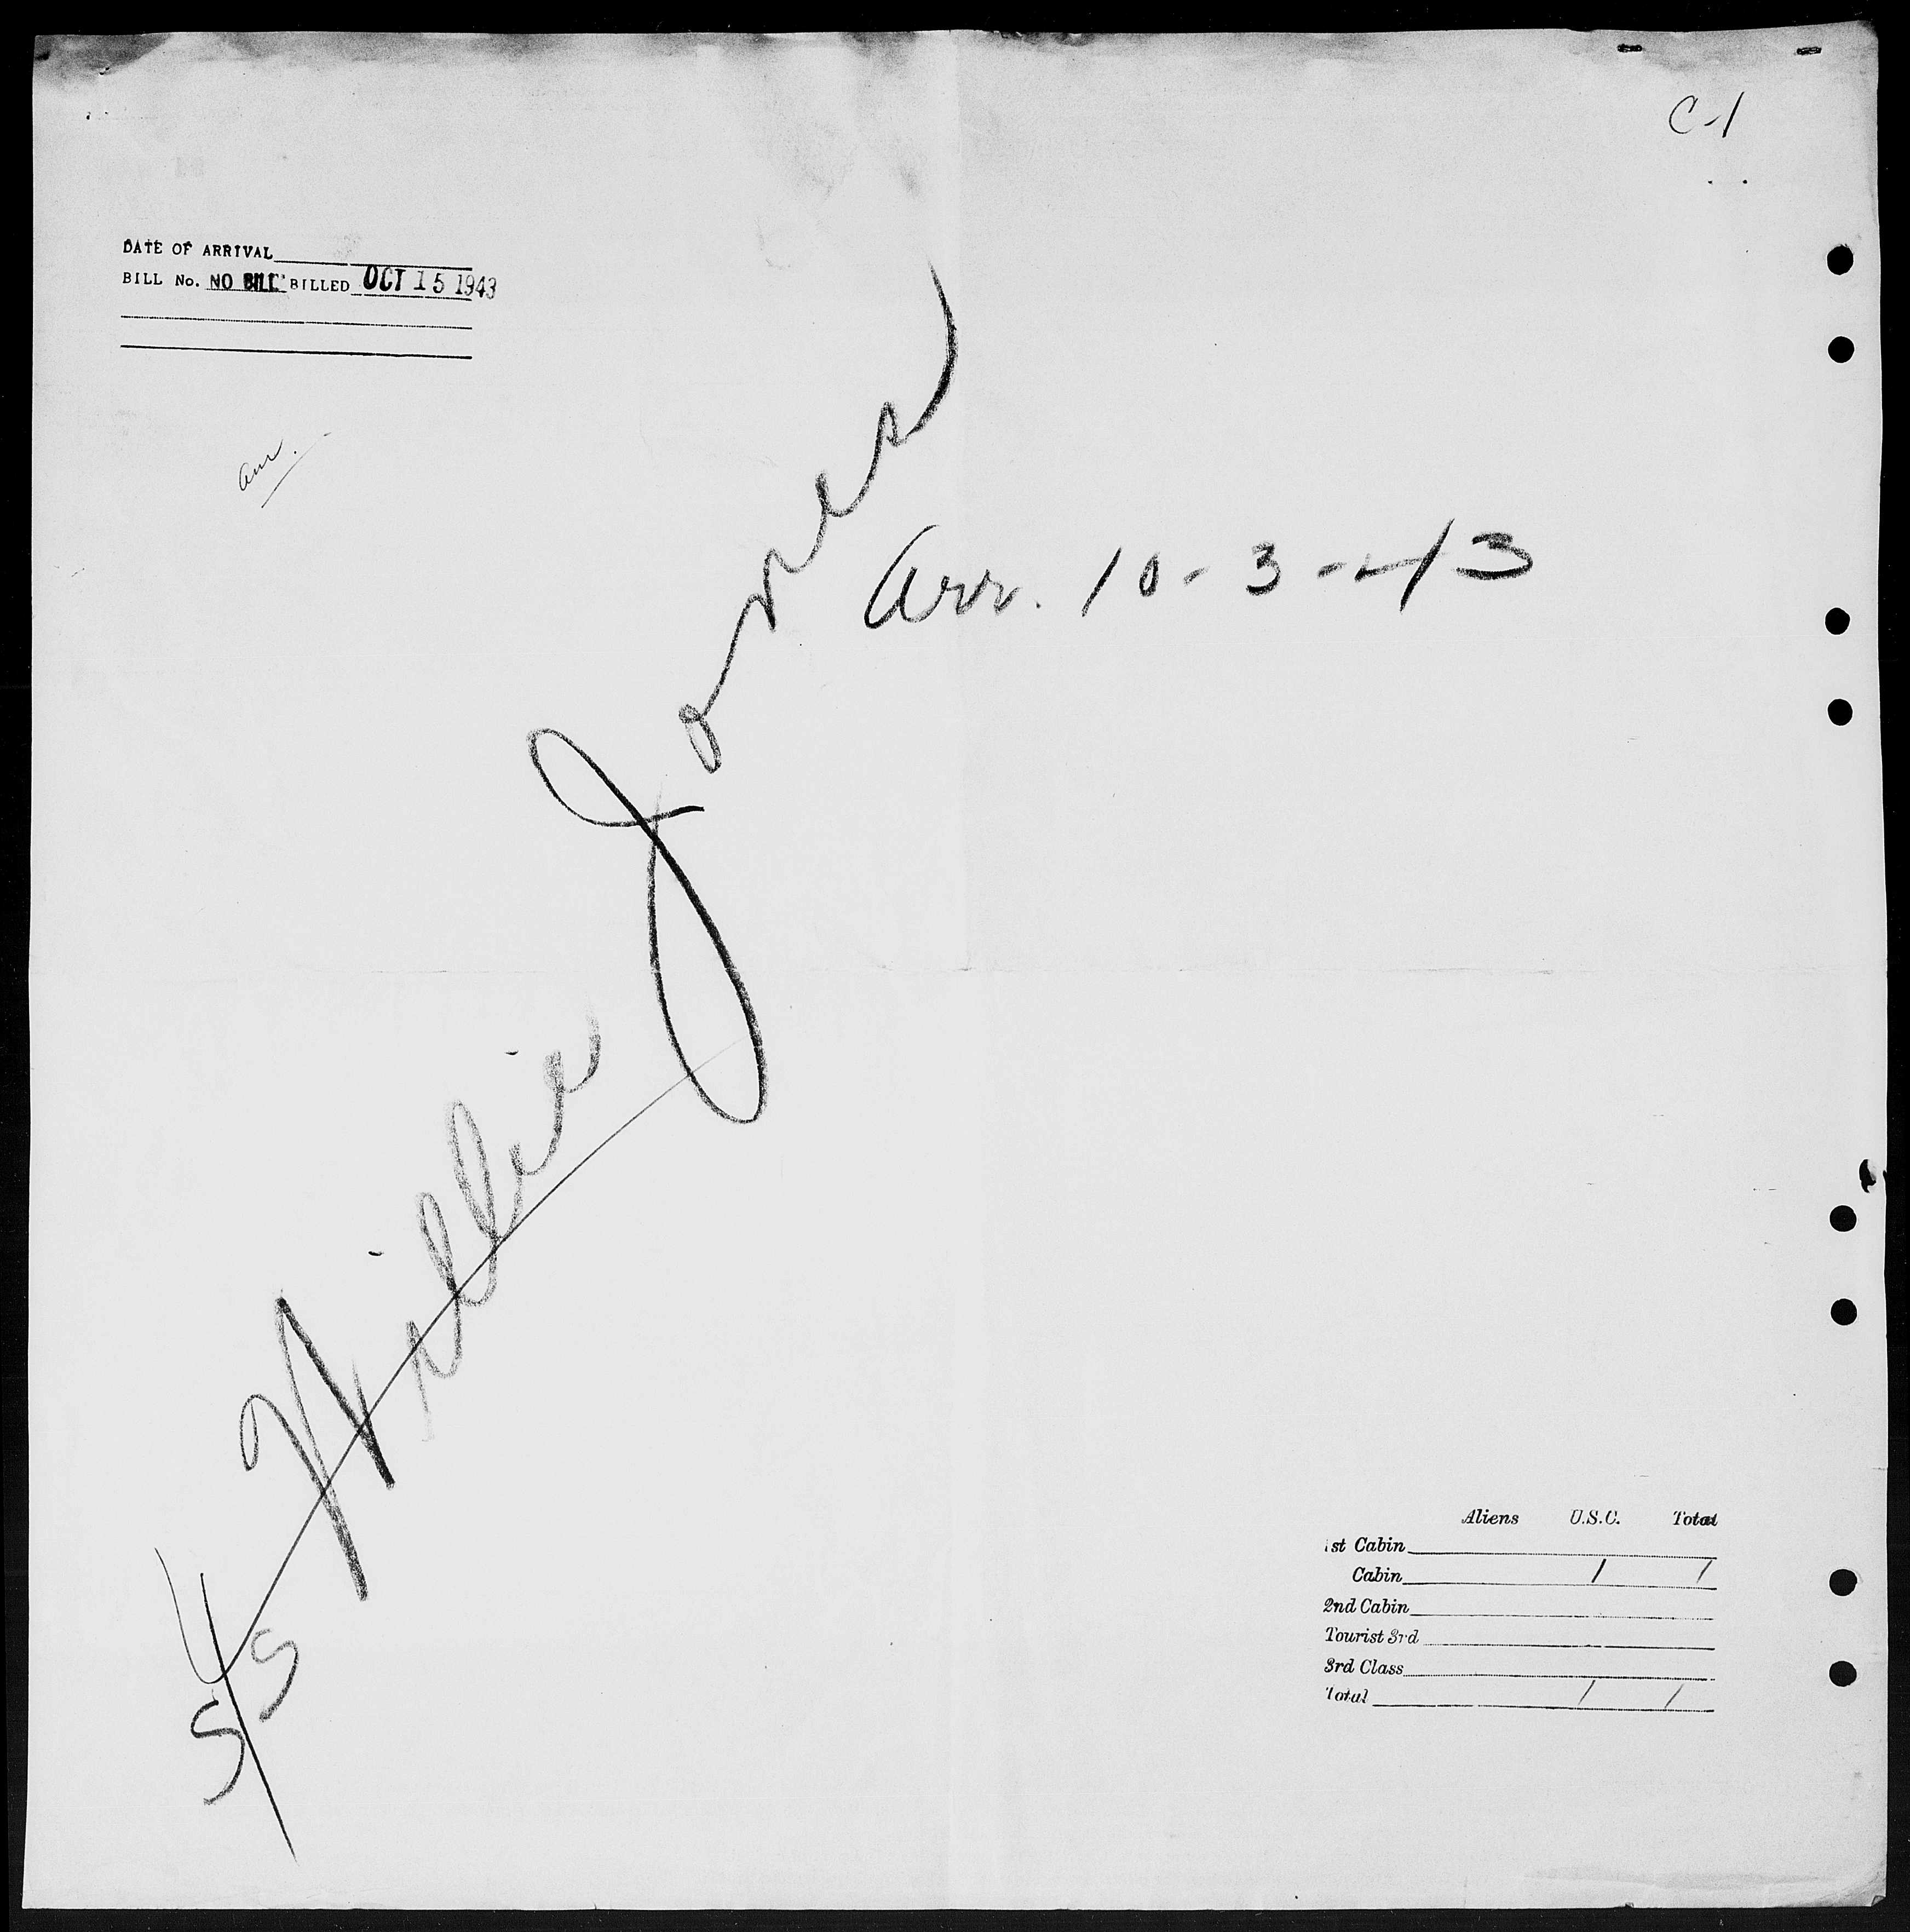 C-1
DATE OF ARRIVAL
BILL No. NO BILL BILLED OCT 15 1943
arr.
Arr. 10-3-43
SS Willie Jones
Aliens U.S.C. Total
1st Cabin
Cabin 1 1
2nd Cabin
Tourist 3rd
3rd Class
Total 1 1